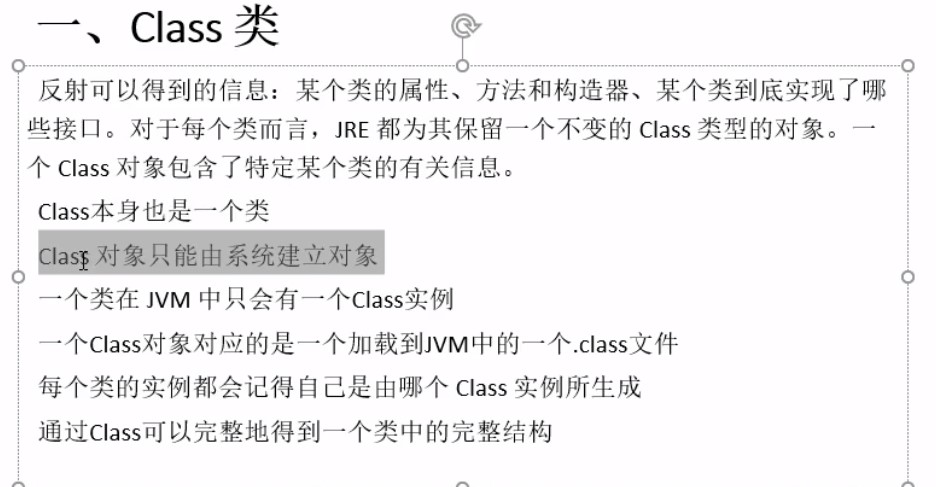 一、Class 类
反射可以得到的信息：某个类的属性、方法和构造器、某个类到底实现了哪
些接口。对于每个类而言，JRE 都为其保留一个不变的 Class 类型的对象。一
个 Class 对象包含了特定某个类的有关信息。
Class本身也是一个类
Class 对象只能由系统建立对象
一个类在 JVM 中只会有一个Class实例
一个Class对象对应的是一个加载到JVM中的一个.class文件
每个类的实例都会记得自己是由哪个 Class 实例所生成
通过Class可以完整地得到一个类中的完整结构